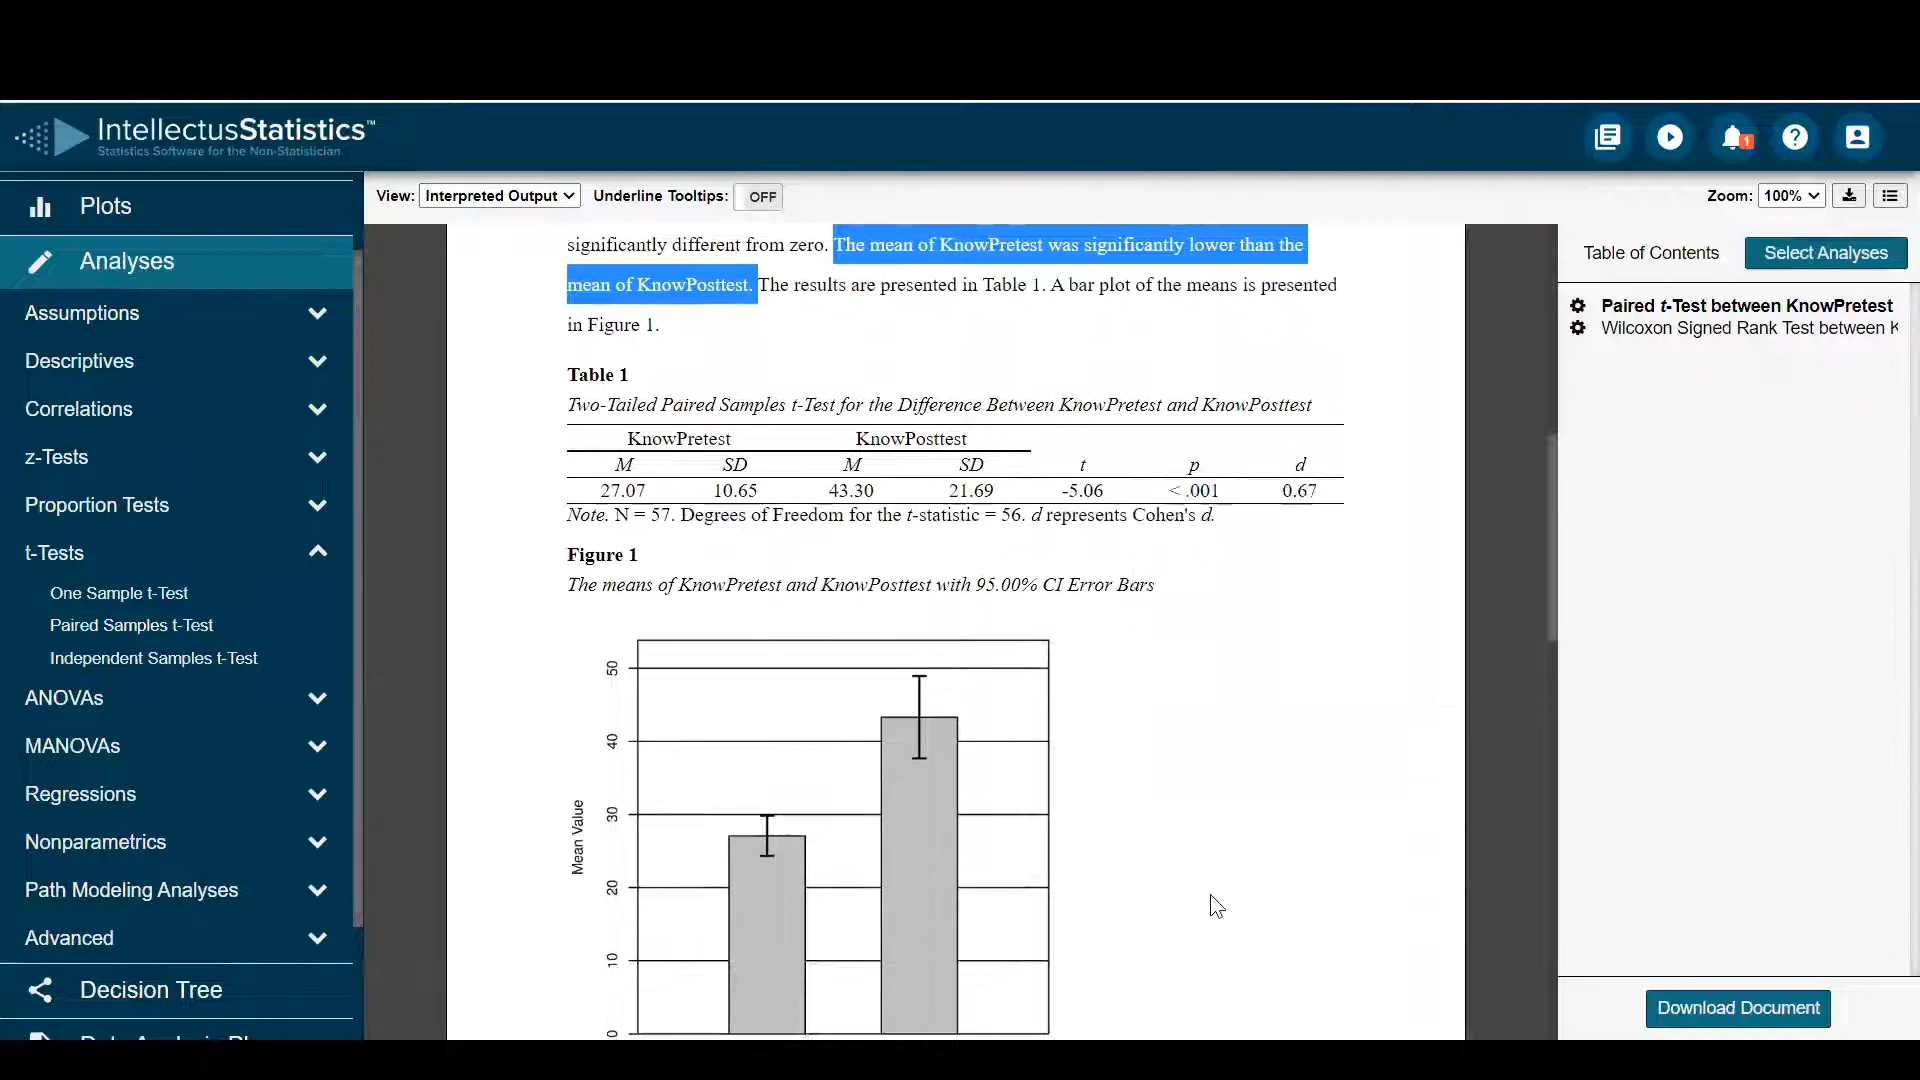 IntellectusStatistics™
Statistics Software for the Non-Statistician
1
Plots
Analyses
Assumptions
Descriptives
Correlations
z-Tests
Proportion Tests
t-Tests
One Sample t-Test
Paired Samples t-Test
Independent Samples t-Test
ANOVAs
MANOVAs
Regressions
Nonparametrics
Path Modeling Analyses
Advanced
Decision Tree
View: Interpreted Output Underline Tooltips: OFF
Zoom: 100%
significantly different from zero. The mean of KnowPretest was significantly lower than the
mean of KnowPosttest. The results are presented in Table 1. A bar plot of the means is presented
in Figure 1.
Table 1
Two-Tailed Paired Samples t-Test for the Difference Between KnowPretest and KnowPosttest
KnowPretest KnowPosttest
M SD M SD t p d
27.07 10.65 43.30 21.69 -5.06 < .001 0.67
Note. N = 57. Degrees of Freedom for the t-statistic = 56. d represents Cohen's d.
Figure 1
The means of KnowPretest and KnowPosttest with 95.00% CI Error Bars
50
40
30
20
10
0
Mean Value
Table of Contents Select Analyses
Paired t-Test between KnowPretest
Wilcoxon Signed Rank Test between K
Download Document